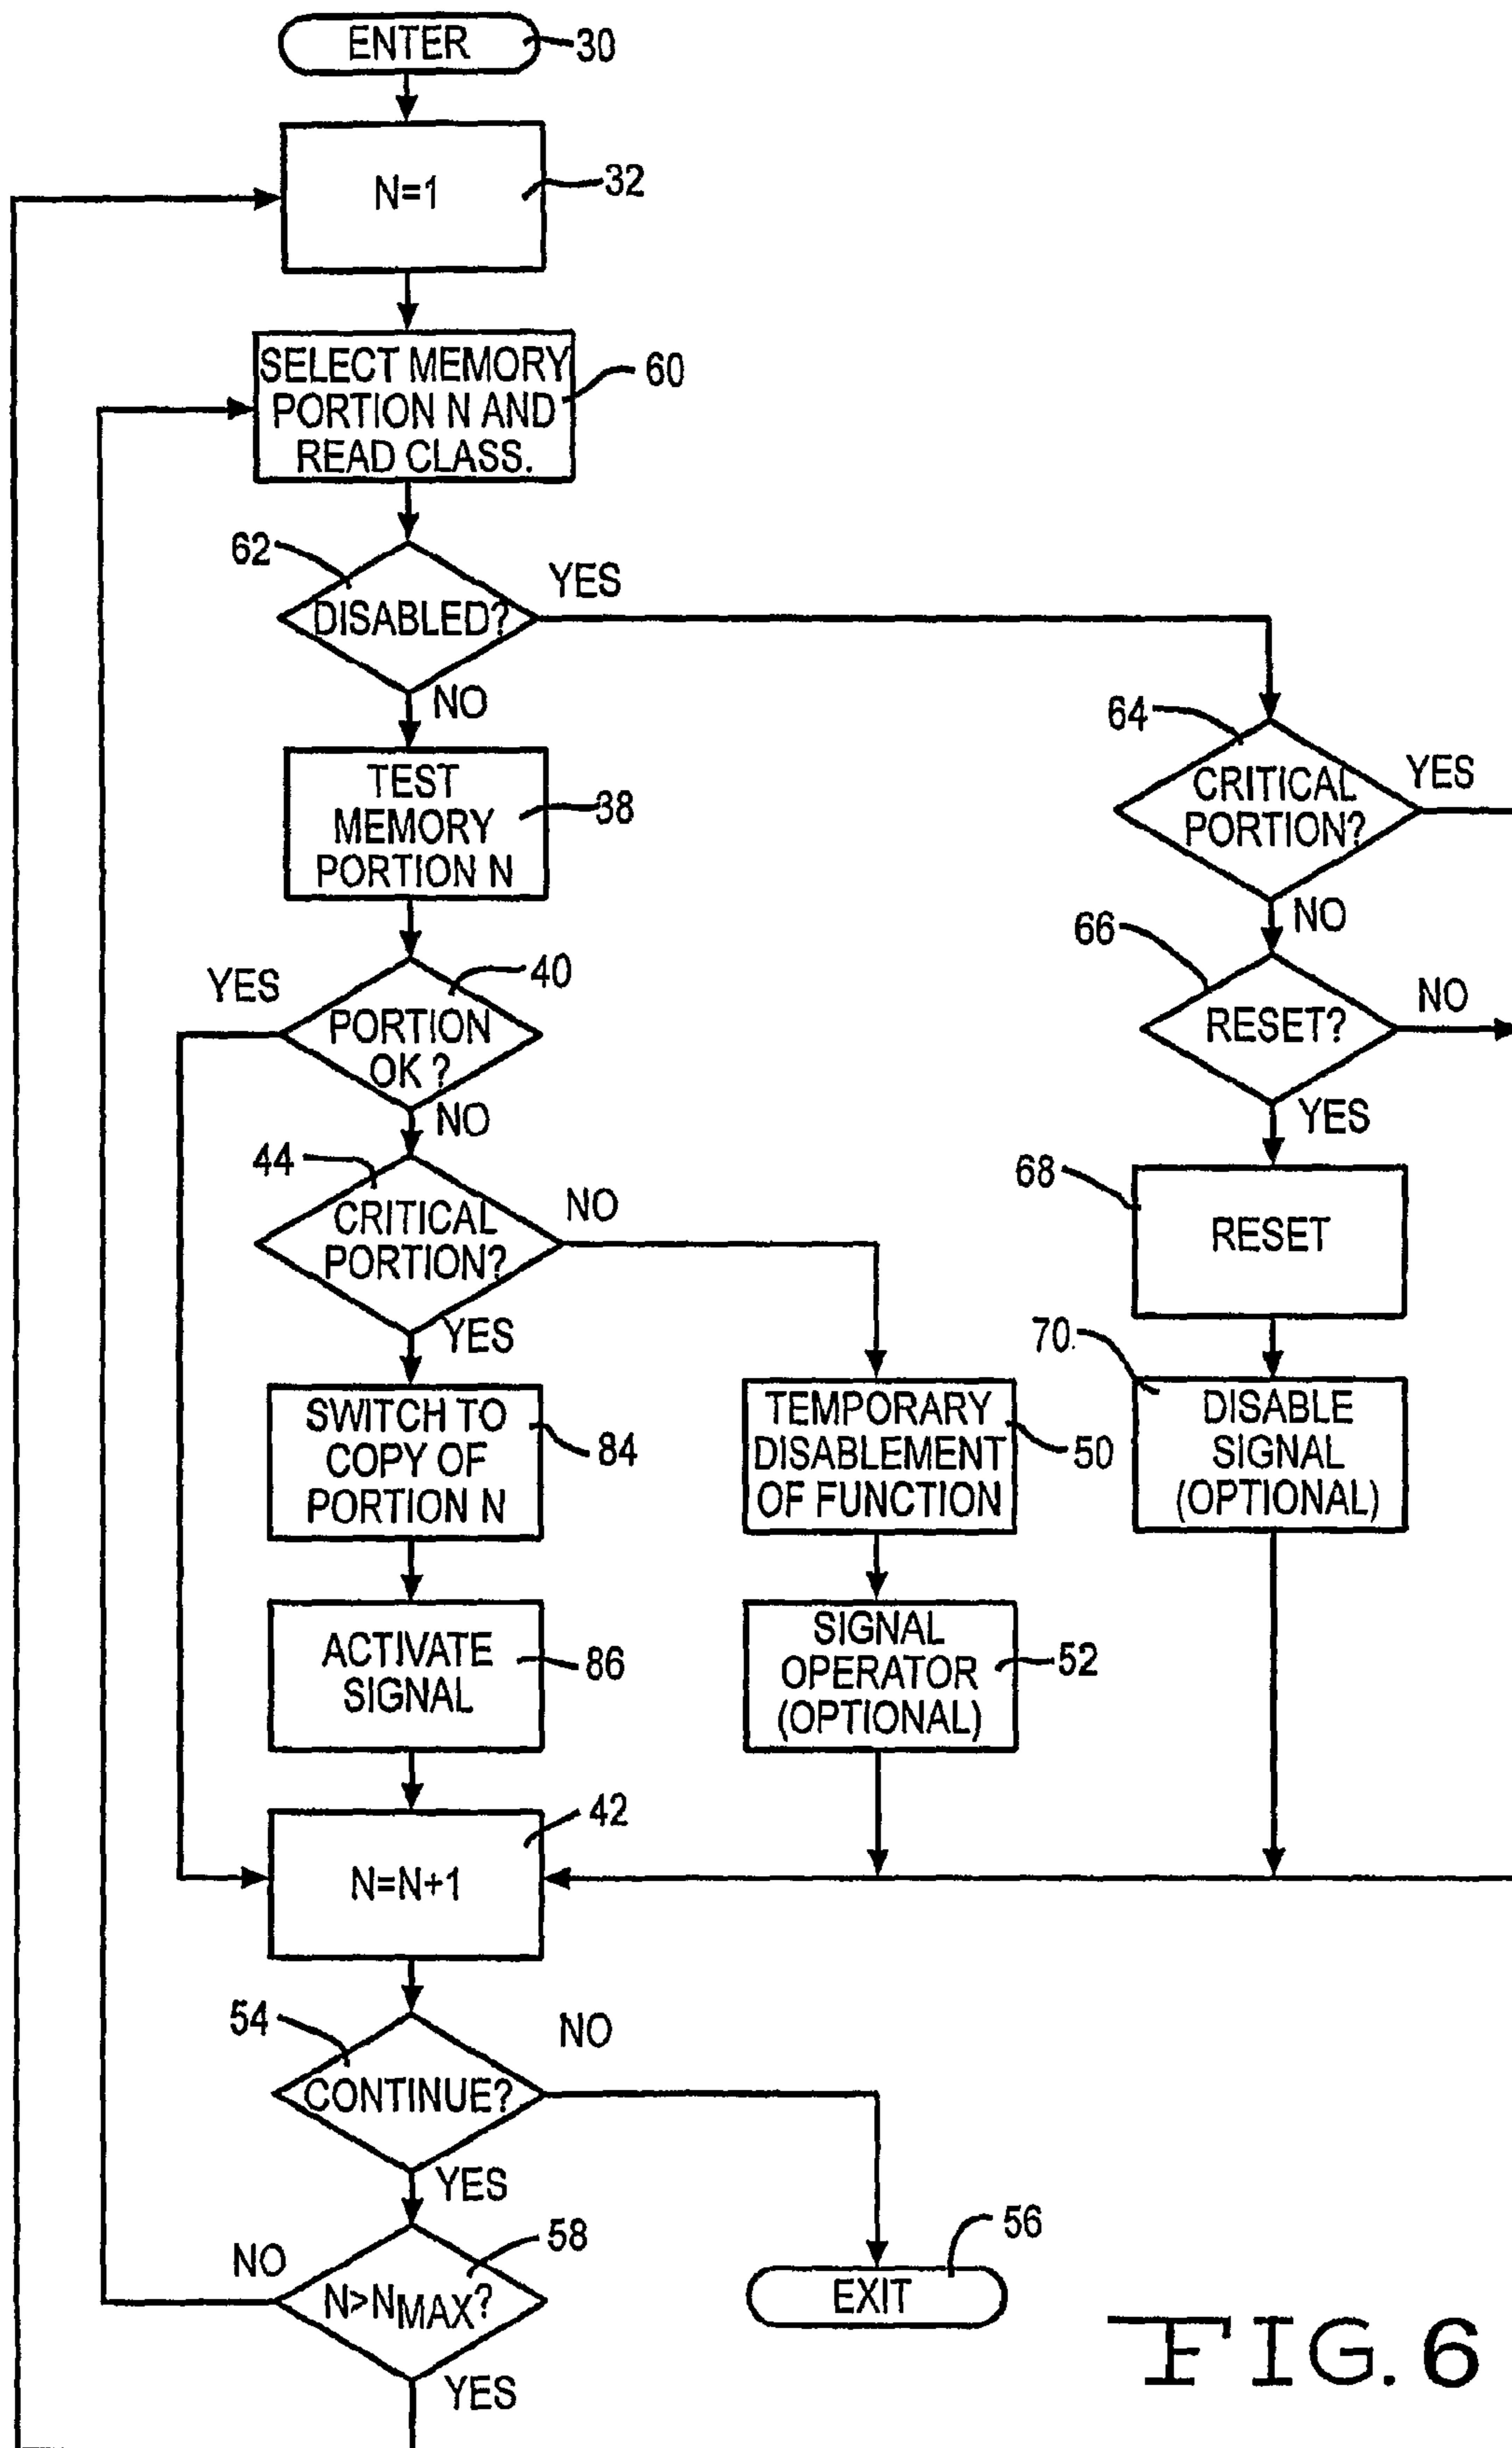 ENTER
30
N=1
32
SELECT MEMORY
PORTION N AND
READ CLASS.
60
62
DISABLED?
YES
NO
TEST
MEMORY
PORTION N
38
64
CRITICAL
PORTION?
YES
NO
66
RESET?
NO
YES
YES
40
PORTION
OK ?
NO
44
CRITICAL
PORTION?
NO
YES
68
RESET
SWITCH TO
COPY OF
PORTION N
84
TEMPORARY
DISABLEMENT
OF FUNCTION
50
70.
DISABLE
SIGNAL
(OPTIONAL)
ACTIVATE
SIGNAL
86
SIGNAL
OPERATOR
(OPTIONAL)
52
42
N=N+1
54
CONTINUE?
NO
YES
58
NO
N>NMAX?
YES
56
EXIT
FIG. 6